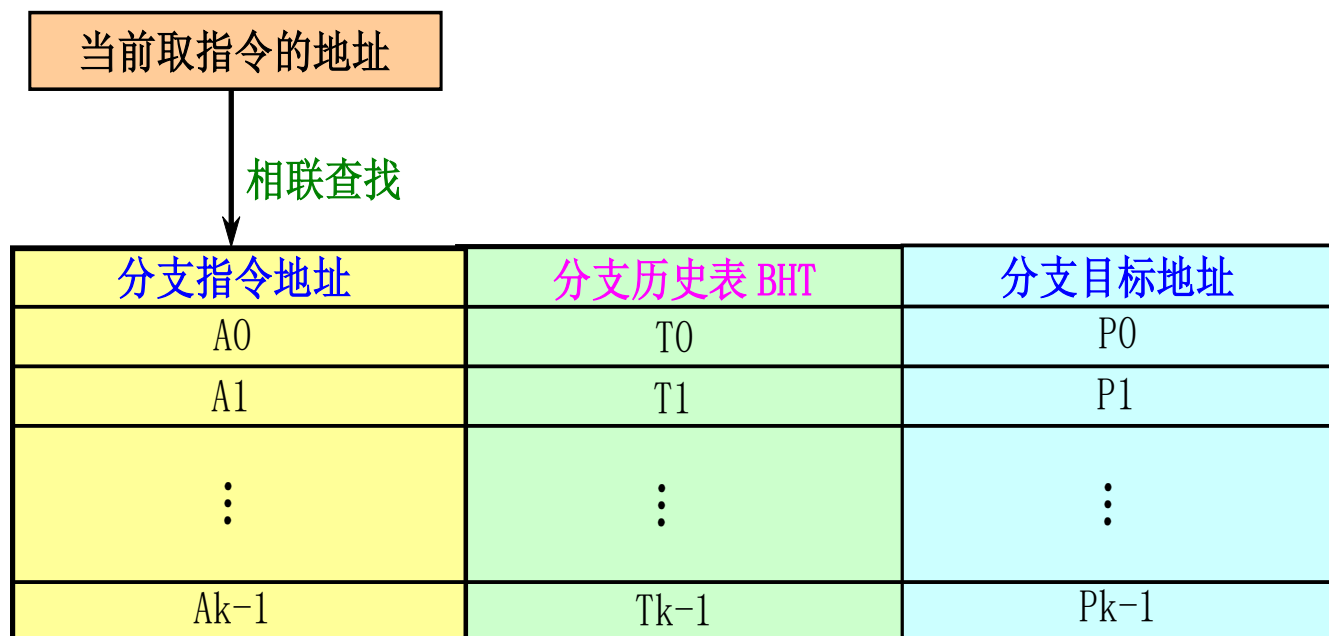 当前取指令的地址
相联查找
分支指令地址 分支历史表 BHT 分支目标地址
A0 T0 P0
A1 T1 P1
⋮ ⋮ ⋮
Ak-1 Tk-1 Pk-1